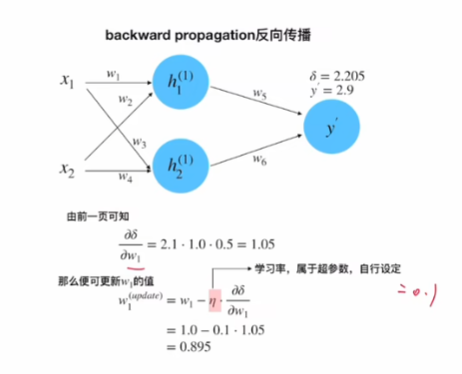 backward propagation反向传播
x₁
w₁
h₁⁽¹⁾
w₂
w₅
δ = 2.205
y′ = 2.9
y′
w₃
x₂
w₄
h₂⁽¹⁾
w₆
由前一页可知
∂δ/∂w₁ = 2.1 · 1.0 · 0.5 = 1.05
学习率，属于超参数，自行设定
那么便可更新w₁的值
w₁⁽ᵘᵖᵈᵃᵗᵉ⁾ = w₁ − η · ∂δ/∂w₁
= 0.1
= 1.0 − 0.1 · 1.05
= 0.895